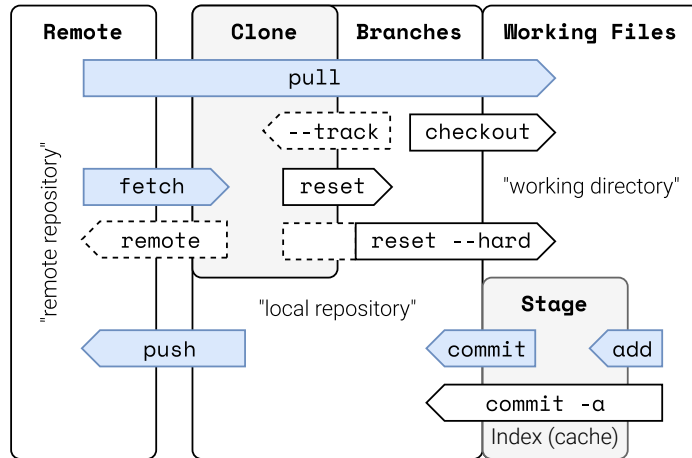 Remote
Clone
Branches
Working Files
pull
--track
checkout
fetch
reset
"working directory"
"remote repository"
remote
reset --hard
"local repository"
Stage
push
commit
add
commit -a
Index (cache)